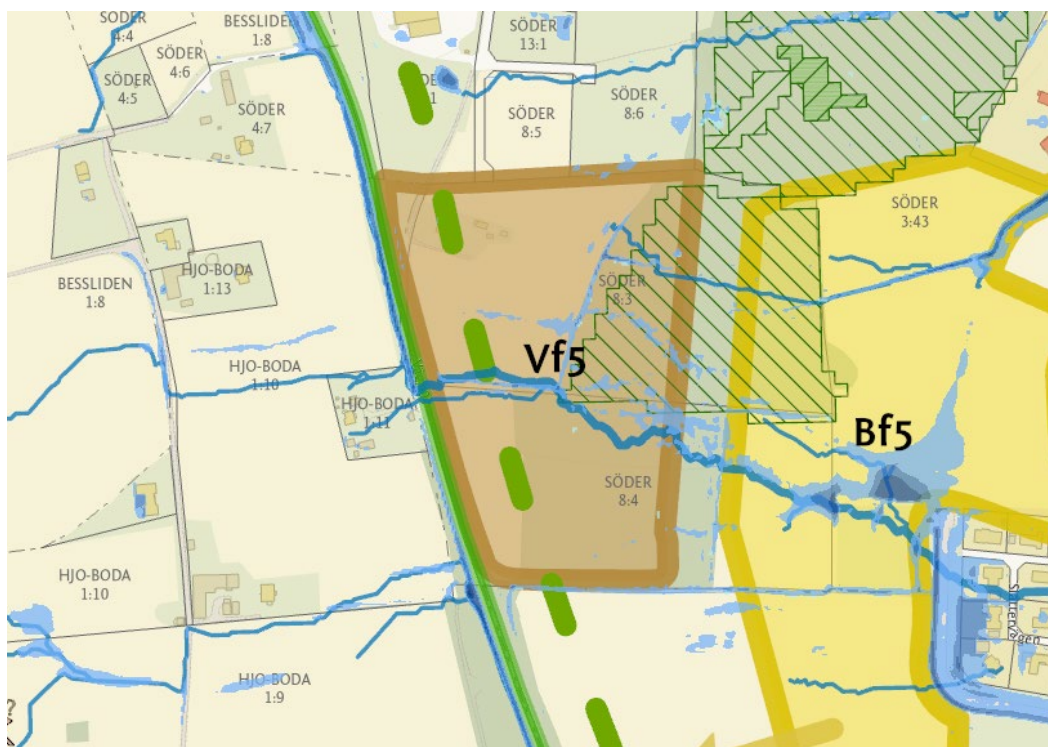 SÖDER
4:4
BESSLIDEN
1:8
SÖDER
4:6
SÖDER
4:5
SÖDER
4:7
SÖDER
13:1
SÖDER
8:5
SÖDER
8:6
SÖDER
3:43
BESSLIDEN
1:8
HJO-BODA
1:13
SÖDER
8:3
Vf5
HJO-BODA
1:10
HJO-BODA
1:11
Bf5
SÖDER
8:4
HJO-BODA
1:10
HJO-BODA
1:9